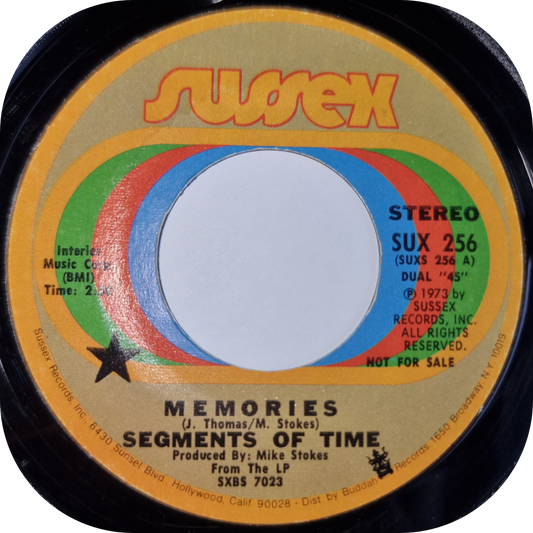 sussex
STEREO
SUX 256
(SUXS 256 A)
DUAL "45"
Ⓟ 1973 by
SUSSEX
RECORDS, INC.
ALL RIGHTS
RESERVED.
NOT FOR SALE
Music Corp.
(BMI)
Time:
MEMORIES
(J. Thomas/M. Stokes)
SEGMENTS OF TIME
Produced By: Mike Stokes
From The LP
SXBS 7023
Sussex Records, Inc. 6430 Sunset Blvd., Hollywood, Calif. 90028 - Dist by Buddah Records 1650 Broadway, N.Y. 10019